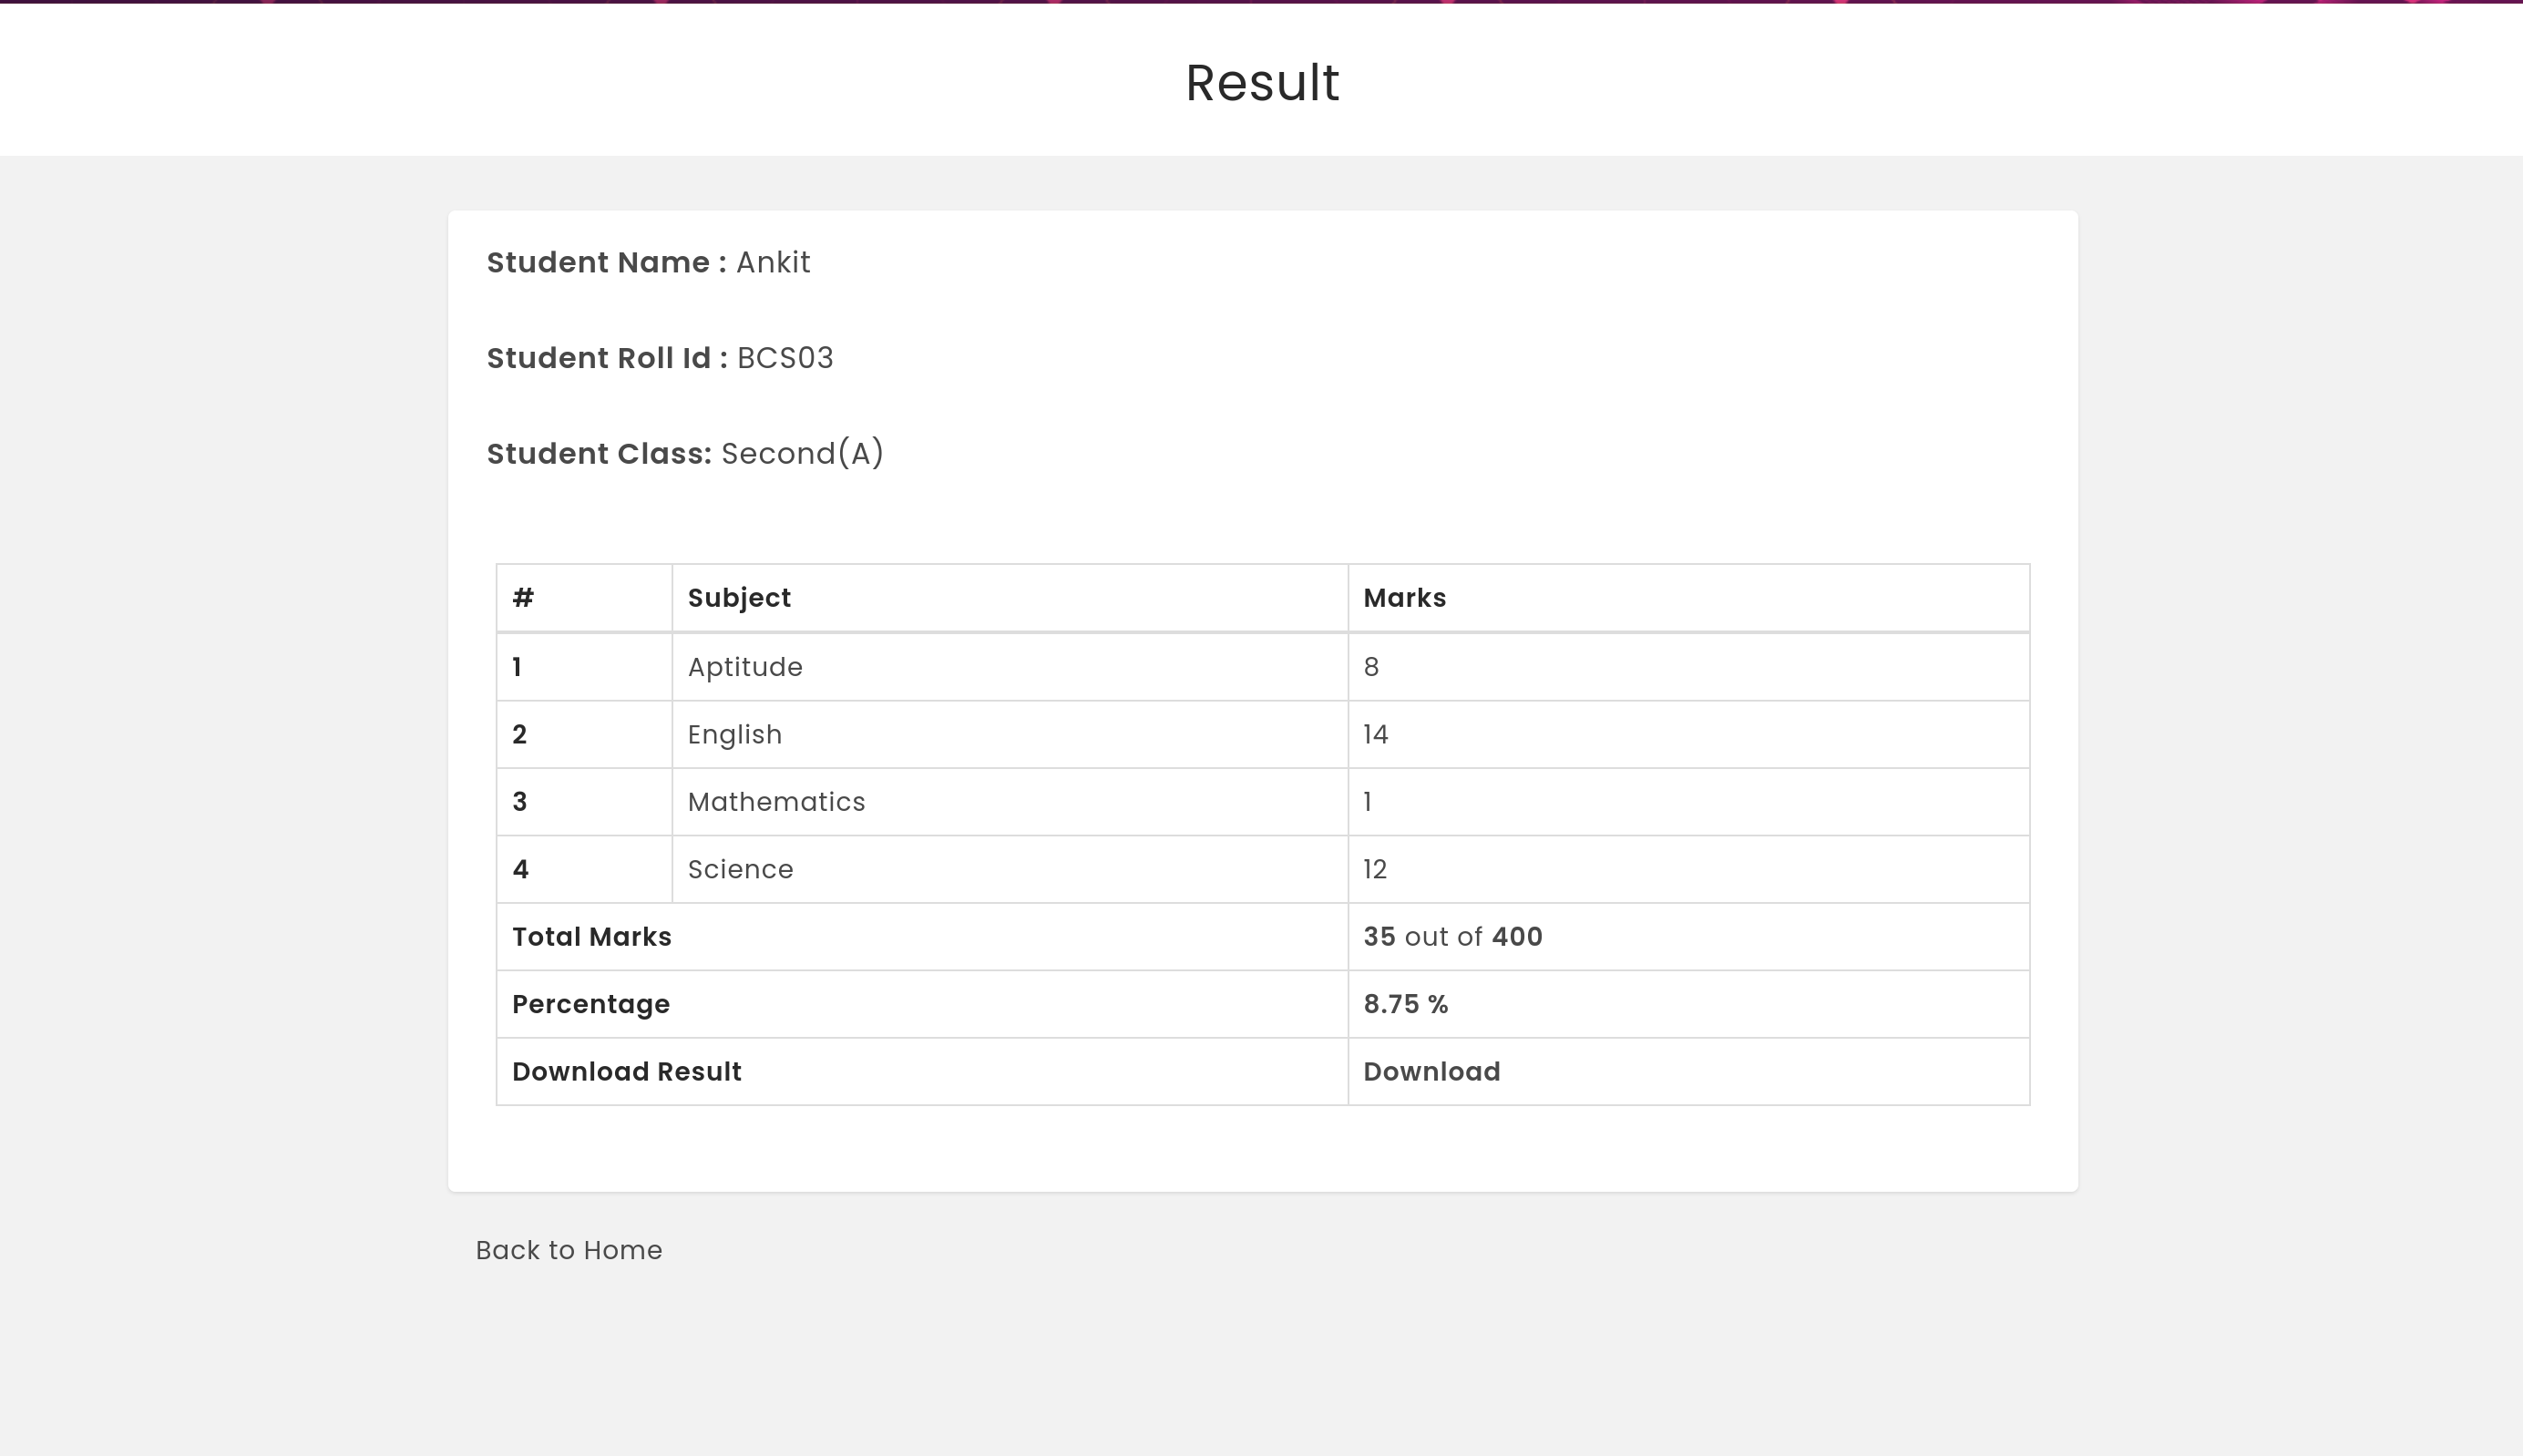 Result
Student Name : Ankit
Student Roll Id : BCS03
Student Class: Second(A)
# Subject Marks
1 Aptitude 8
2 English 14
3 Mathematics 1
4 Science 12
Total Marks 35 out of 400
Percentage 8.75 %
Download Result Download
Back to Home